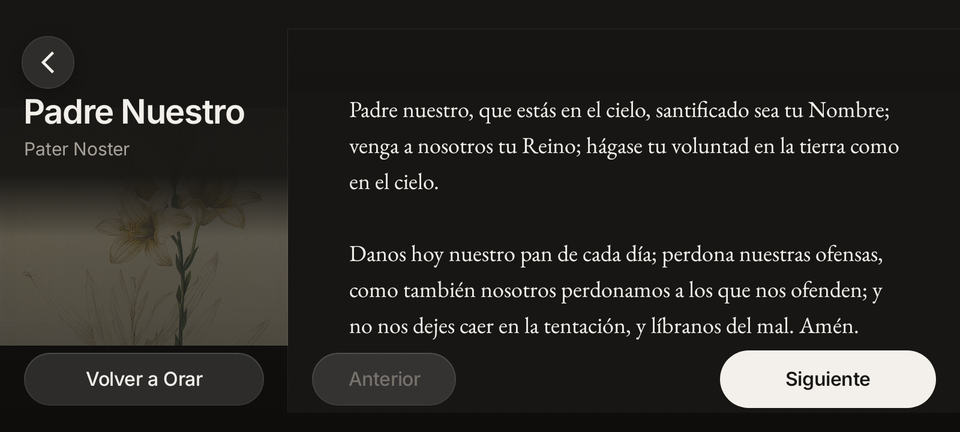 Padre Nuestro
Pater Noster
Padre nuestro, que estás en el cielo, santificado sea tu Nombre;
venga a nosotros tu Reino; hágase tu voluntad en la tierra como
en el cielo.
Danos hoy nuestro pan de cada día; perdona nuestras ofensas,
como también nosotros perdonamos a los que nos ofenden; y
no nos dejes caer en la tentación, y líbranos del mal. Amén.
Volver a Orar
Anterior
Siguiente